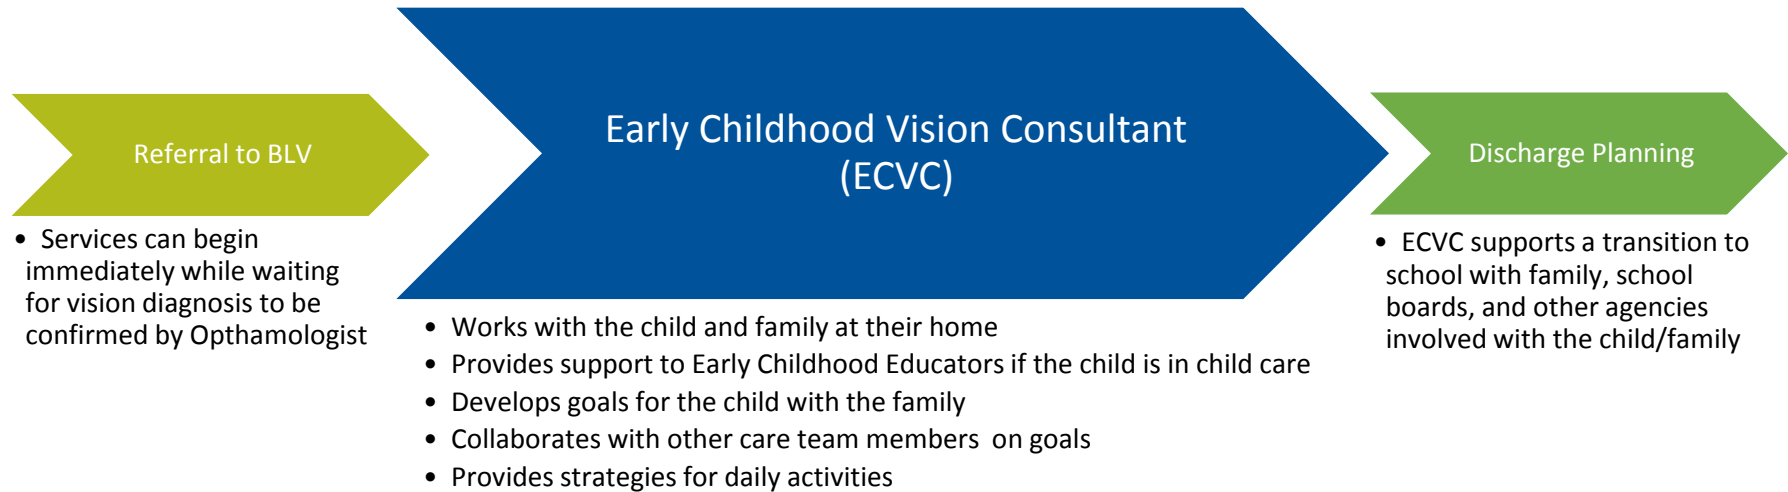 Referral to BLV
• Services can begin
immediately while waiting
for vision diagnosis to be
confirmed by Opthamologist
Early Childhood Vision Consultant
(ECVC)
• Works with the child and family at their home
• Provides support to Early Childhood Educators if the child is in child care
• Develops goals for the child with the family
• Collaborates with other care team members on goals
• Provides strategies for daily activities
Discharge Planning
• ECVC supports a transition to
school with family, school
boards, and other agencies
involved with the child/family